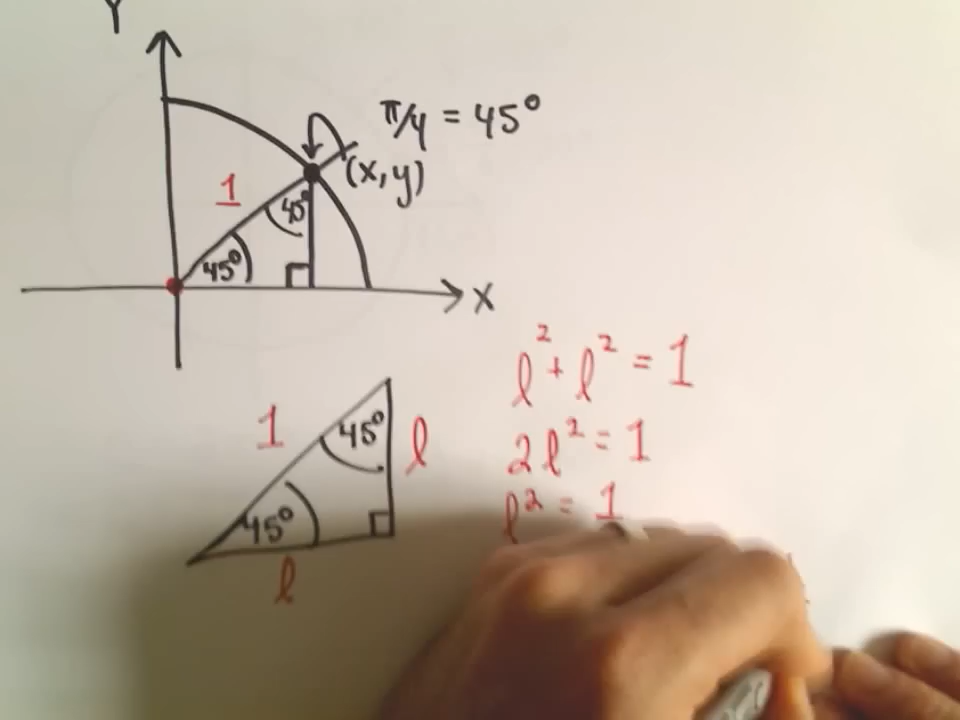 Y
π/4 = 45°
(x,y)
1
45°
45°
X
l² + l² = 1
1
45°
l
2l² = 1
45°
l² = 1
l